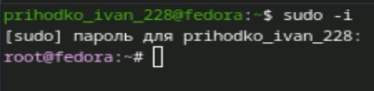 prihodko_ivan_228@fedora:~$ sudo -i
[sudo] пароль для prihodko_ivan_228:
root@fedora:~#